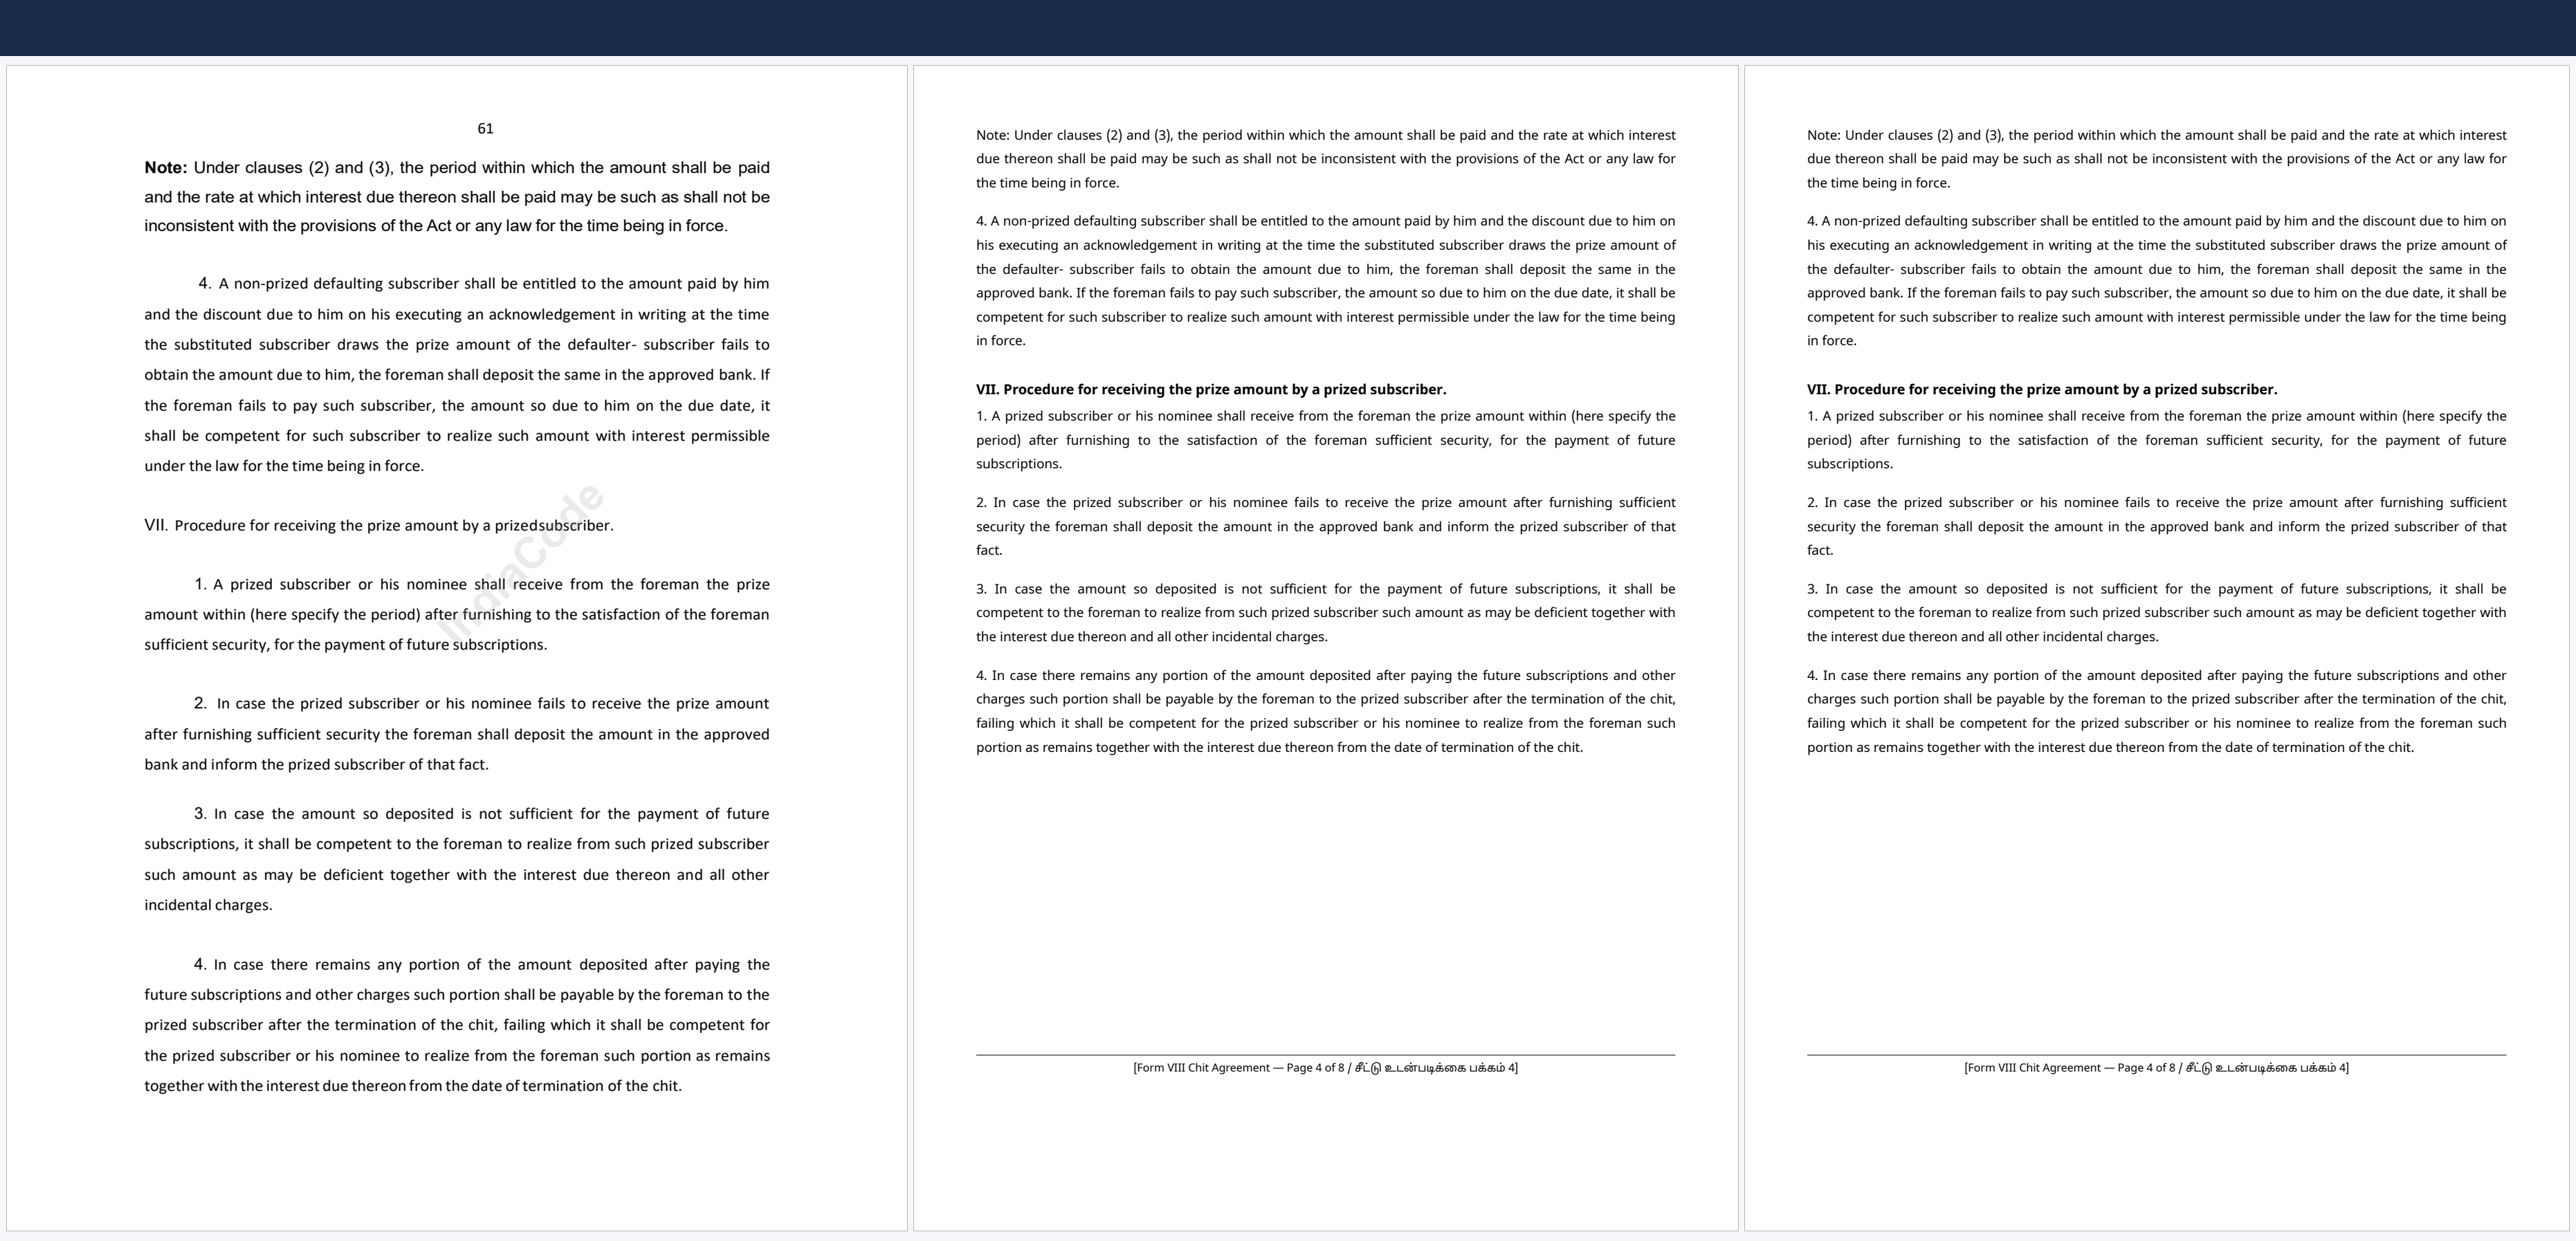 61
Note: Under clauses (2) and (3), the period within which the amount shall be paid
and the rate at which interest due thereon shall be paid may be such as shall not be
inconsistent with the provisions of the Act or any law for the time being in force.
4. A non-prized defaulting subscriber shall be entitled to the amount paid by him
and the discount due to him on his executing an acknowledgement in writing at the time
the substituted subscriber draws the prize amount of the defaulter- subscriber fails to
obtain the amount due to him, the foreman shall deposit the same in the approved bank. If
the foreman fails to pay such subscriber, the amount so due to him on the due date, it
shall be competent for such subscriber to realize such amount with interest permissible
under the law for the time being in force.
VII. Procedure for receiving the prize amount by a prizedsubscriber.
1. A prized subscriber or his nominee shall receive from the foreman the prize
amount within (here specify the period) after furnishing to the satisfaction of the foreman
sufficient security, for the payment of future subscriptions.
2. In case the prized subscriber or his nominee fails to receive the prize amount
after furnishing sufficient security the foreman shall deposit the amount in the approved
bank and inform the prized subscriber of that fact.
3. In case the amount so deposited is not sufficient for the payment of future
subscriptions, it shall be competent to the foreman to realize from such prized subscriber
such amount as may be deficient together with the interest due thereon and all other
incidental charges.
4. In case there remains any portion of the amount deposited after paying the
future subscriptions and other charges such portion shall be payable by the foreman to the
prized subscriber after the termination of the chit, failing which it shall be competent for
the prized subscriber or his nominee to realize from the foreman such portion as remains
together with the interest due thereon from the date of termination of the chit.
IndiaCode
Note: Under clauses (2) and (3), the period within which the amount shall be paid and the rate at which interest
due thereon shall be paid may be such as shall not be inconsistent with the provisions of the Act or any law for
the time being in force.
4. A non-prized defaulting subscriber shall be entitled to the amount paid by him and the discount due to him on
his executing an acknowledgement in writing at the time the substituted subscriber draws the prize amount of
the defaulter- subscriber fails to obtain the amount due to him, the foreman shall deposit the same in the
approved bank. If the foreman fails to pay such subscriber, the amount so due to him on the due date, it shall be
competent for such subscriber to realize such amount with interest permissible under the law for the time being
in force.
VII. Procedure for receiving the prize amount by a prized subscriber.
1. A prized subscriber or his nominee shall receive from the foreman the prize amount within (here specify the
period) after furnishing to the satisfaction of the foreman sufficient security, for the payment of future
subscriptions.
2. In case the prized subscriber or his nominee fails to receive the prize amount after furnishing sufficient
security the foreman shall deposit the amount in the approved bank and inform the prized subscriber of that
fact.
3. In case the amount so deposited is not sufficient for the payment of future subscriptions, it shall be
competent to the foreman to realize from such prized subscriber such amount as may be deficient together with
the interest due thereon and all other incidental charges.
4. In case there remains any portion of the amount deposited after paying the future subscriptions and other
charges such portion shall be payable by the foreman to the prized subscriber after the termination of the chit,
failing which it shall be competent for the prized subscriber or his nominee to realize from the foreman such
portion as remains together with the interest due thereon from the date of termination of the chit.
[Form VIII Chit Agreement — Page 4 of 8 / சீட்டு உடன்படிக்கை பக்கம் 4]
Note: Under clauses (2) and (3), the period within which the amount shall be paid and the rate at which interest
due thereon shall be paid may be such as shall not be inconsistent with the provisions of the Act or any law for
the time being in force.
4. A non-prized defaulting subscriber shall be entitled to the amount paid by him and the discount due to him on
his executing an acknowledgement in writing at the time the substituted subscriber draws the prize amount of
the defaulter- subscriber fails to obtain the amount due to him, the foreman shall deposit the same in the
approved bank. If the foreman fails to pay such subscriber, the amount so due to him on the due date, it shall be
competent for such subscriber to realize such amount with interest permissible under the law for the time being
in force.
VII. Procedure for receiving the prize amount by a prized subscriber.
1. A prized subscriber or his nominee shall receive from the foreman the prize amount within (here specify the
period) after furnishing to the satisfaction of the foreman sufficient security, for the payment of future
subscriptions.
2. In case the prized subscriber or his nominee fails to receive the prize amount after furnishing sufficient
security the foreman shall deposit the amount in the approved bank and inform the prized subscriber of that
fact.
3. In case the amount so deposited is not sufficient for the payment of future subscriptions, it shall be
competent to the foreman to realize from such prized subscriber such amount as may be deficient together with
the interest due thereon and all other incidental charges.
4. In case there remains any portion of the amount deposited after paying the future subscriptions and other
charges such portion shall be payable by the foreman to the prized subscriber after the termination of the chit,
failing which it shall be competent for the prized subscriber or his nominee to realize from the foreman such
portion as remains together with the interest due thereon from the date of termination of the chit.
[Form VIII Chit Agreement — Page 4 of 8 / சீட்டு உடன்படிக்கை பக்கம் 4]